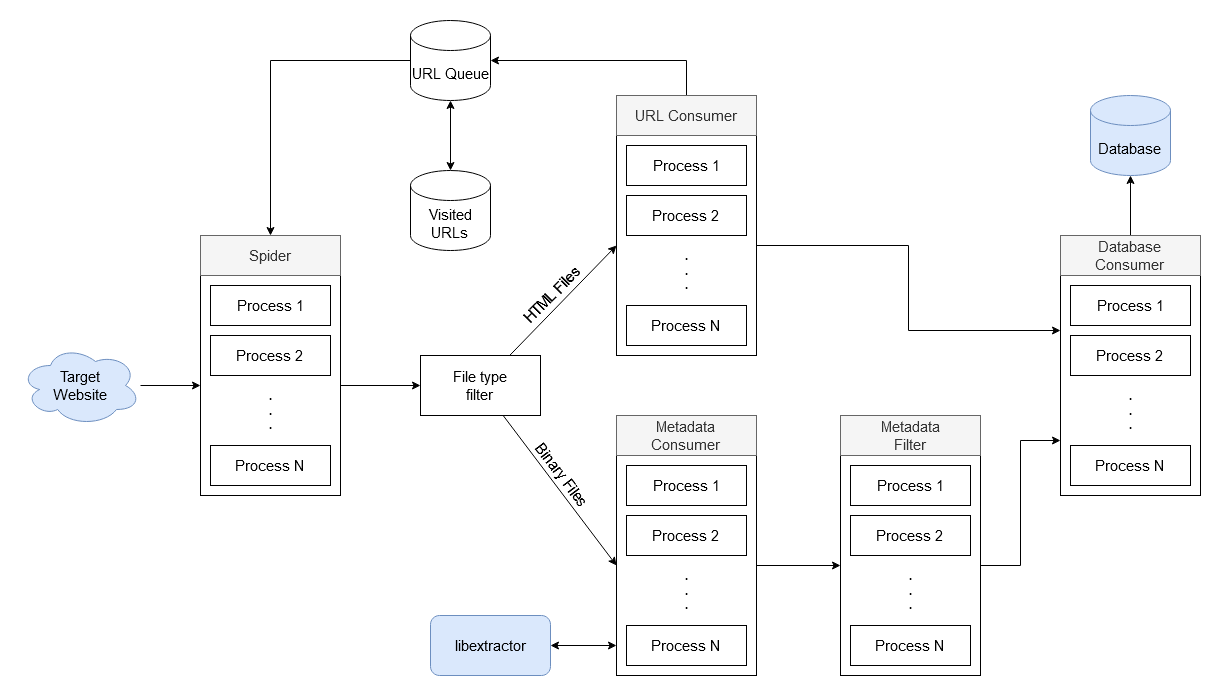 URL Queue
Visited
URLs
Target
Website
Spider
Process 1
Process 2
.
.
.
Process N
File type
filter
HTML Files
Binary Files
URL Consumer
Process 1
Process 2
.
.
.
Process N
Metadata
Consumer
Process 1
Process 2
.
.
.
Process N
libextractor
Metadata
Filter
Process 1
Process 2
.
.
.
Process N
Database
Database
Consumer
Process 1
Process 2
.
.
.
Process N